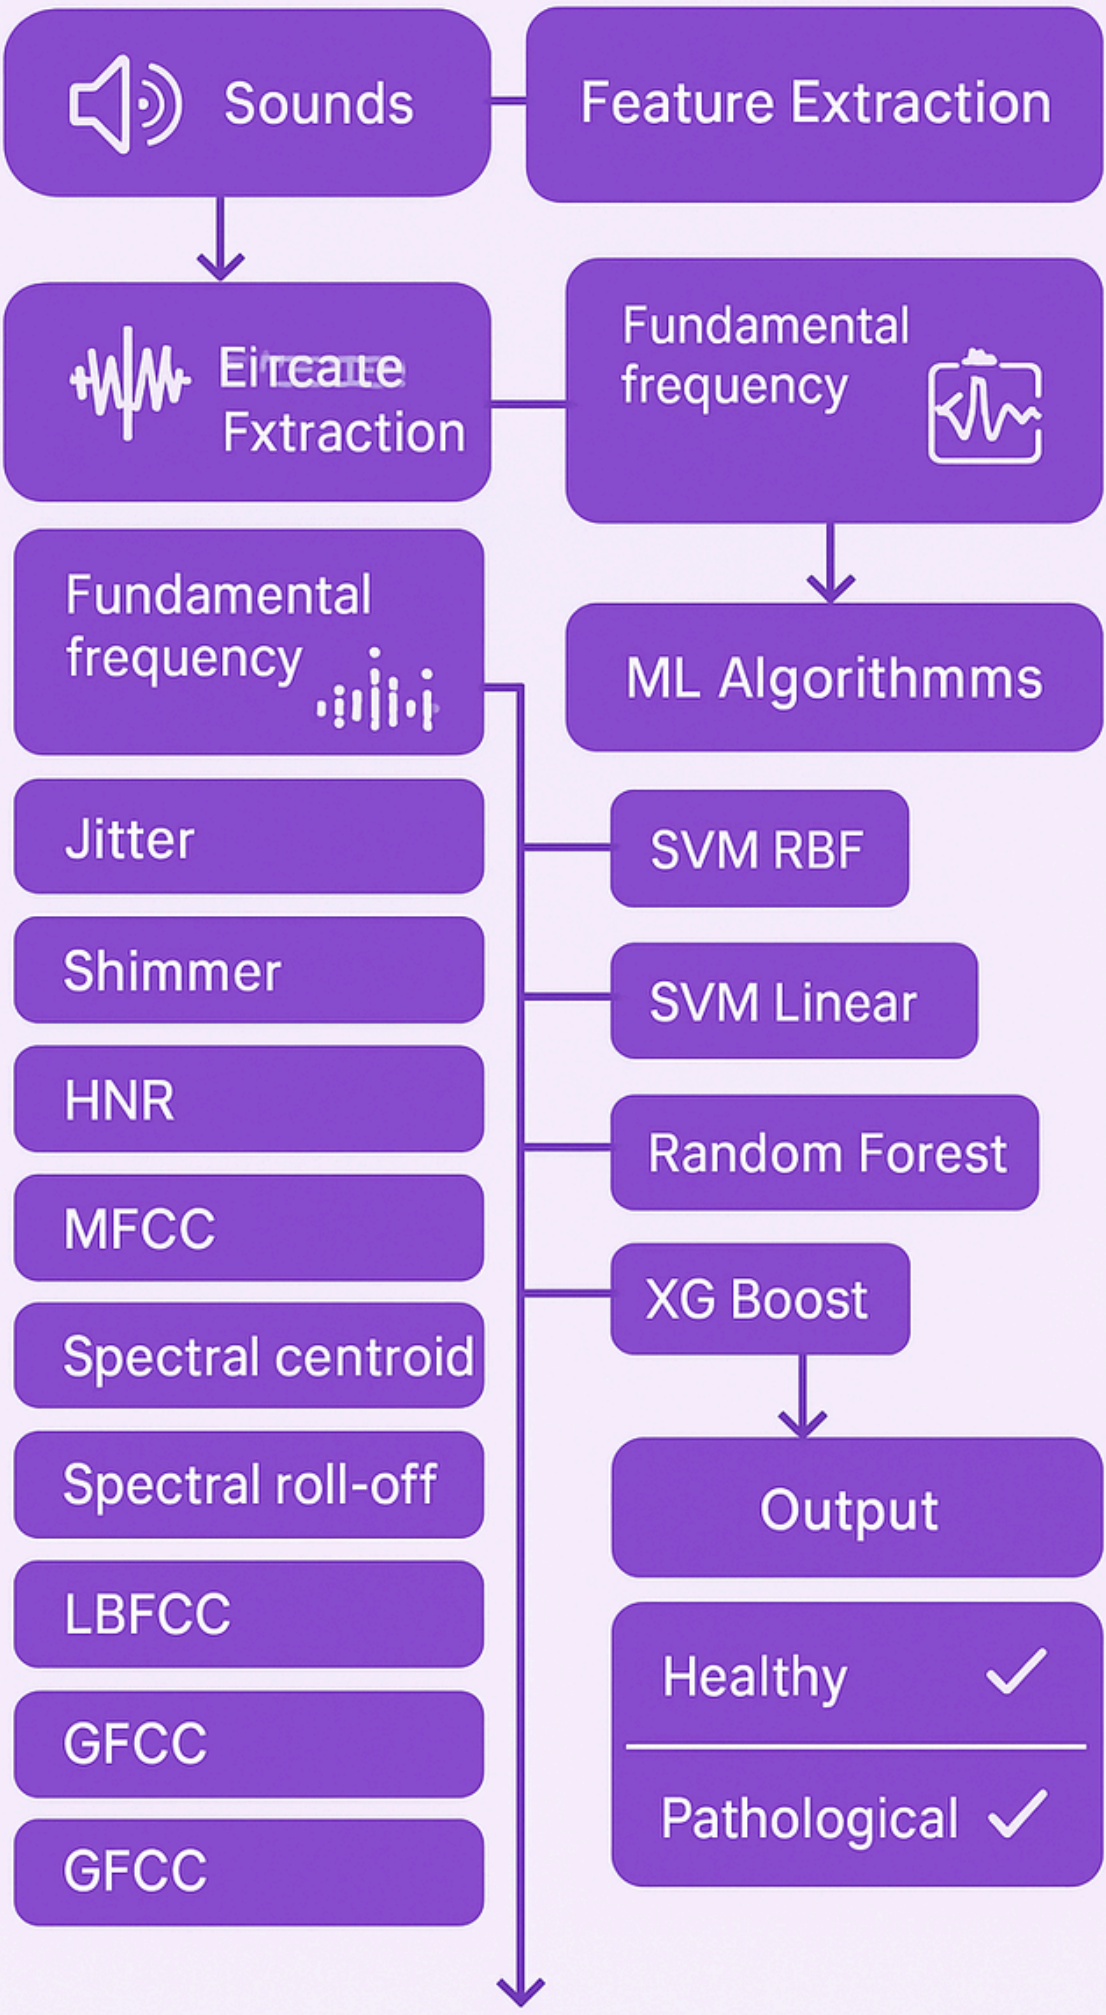 Sounds
Feature Extraction
Fxtraction
Fundamental
frequency
Fundamental
frequency
ML Algorithmms
Jitter
Shimmer
HNR
MFCC
Spectral centroid
Spectral roll-off
LBFCC
GFCC
GFCC
SVM RBF
SVM Linear
Random Forest
XG Boost
Output
Healthy
Pathological